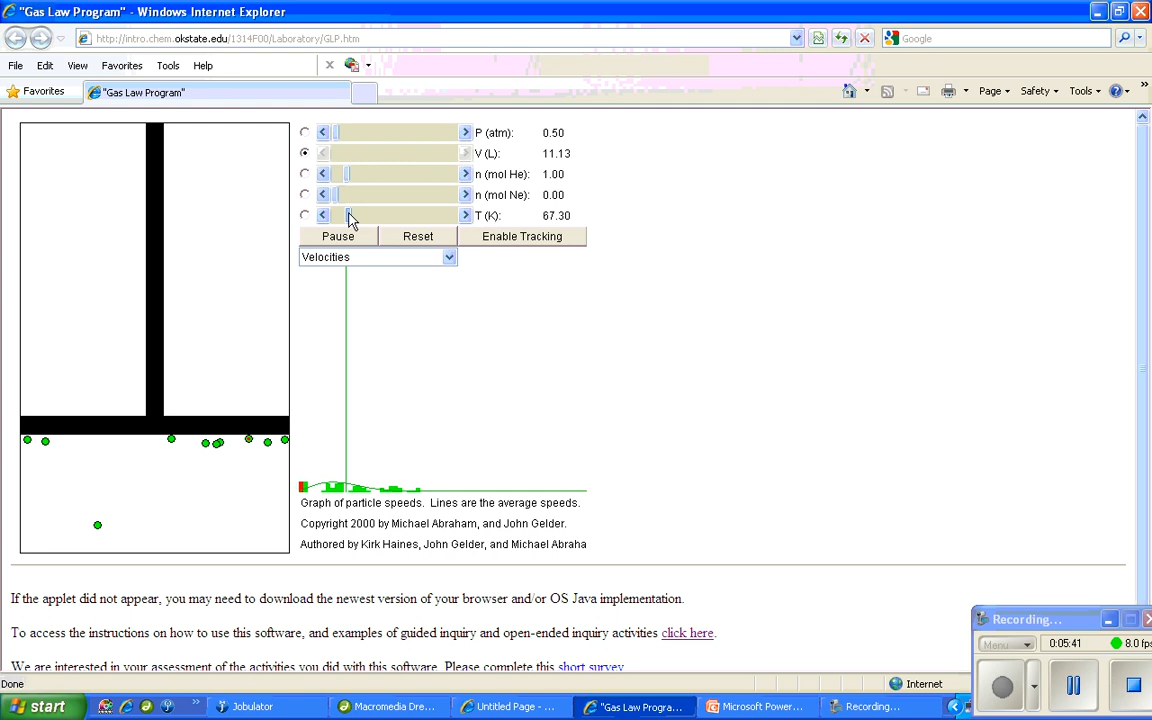 "Gas Law Program" - Windows Internet Explorer
http://intro.chem.okstate.edu/1314F00/Laboratory/GLP.htm
Google
File Edit View Favorites Tools Help
Favorites "Gas Law Program" Page Safety Tools
P (atm): 0.50
V (L): 11.13
n (mol He): 1.00
n (mol Ne): 0.00
T (K): 67.30
Pause Reset Enable Tracking
Velocities
Graph of particle speeds. Lines are the average speeds.
Copyright 2000 by Michael Abraham, and John Gelder.
Authored by Kirk Haines, John Gelder, and Michael Abraha
If the applet did not appear, you may need to download the newest version of your browser and/or OS Java implementation.
To access the instructions on how to use this software, and examples of guided inquiry and open-ended inquiry activities click here.
We are interested in your assessment of the activities you did with this software. Please complete this short survey.
Recording...
Menu 0:05:41 8.0 fps
Done Internet
start Jobulator Macromedia Dre... Untitled Page - ... "Gas Law Progra... Microsoft Power... Recording...